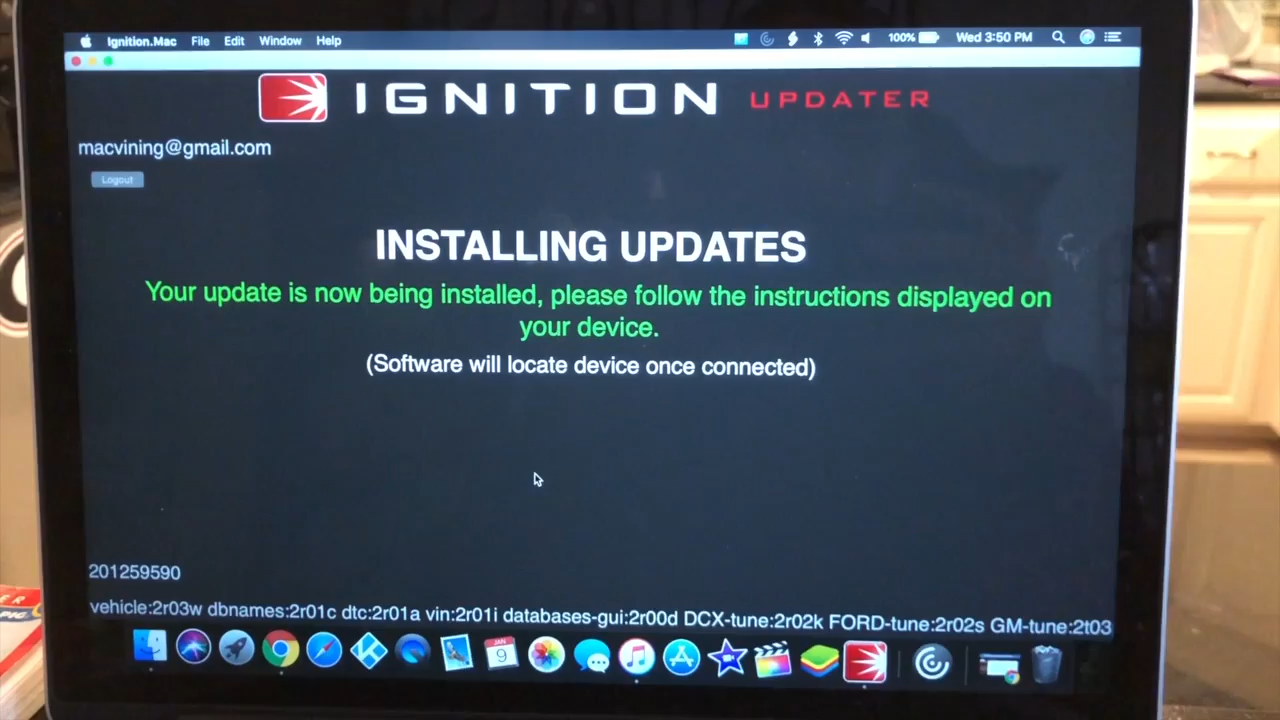 Ignition.Mac File Edit Window Help 100% Wed 3:50 PM
IGNITION UPDATER
macvining@gmail.com
Logout
INSTALLING UPDATES
Your update is now being installed, please follow the instructions displayed on
your device.
(Software will locate device once connected)
201259590
vehicle:2r03w dbnames:2r01c dtc:2r01a vin:2r01i databases-gui:2r00d DCX-tune:2r02k FORD-tune:2r02s GM-tune:2t03
JAN
9